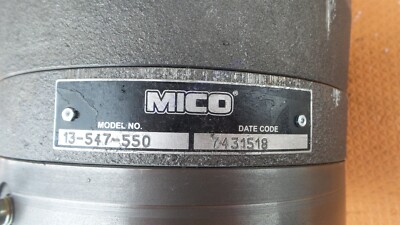 MICO®
MODEL NO. DATE CODE
13-547-550 7431518